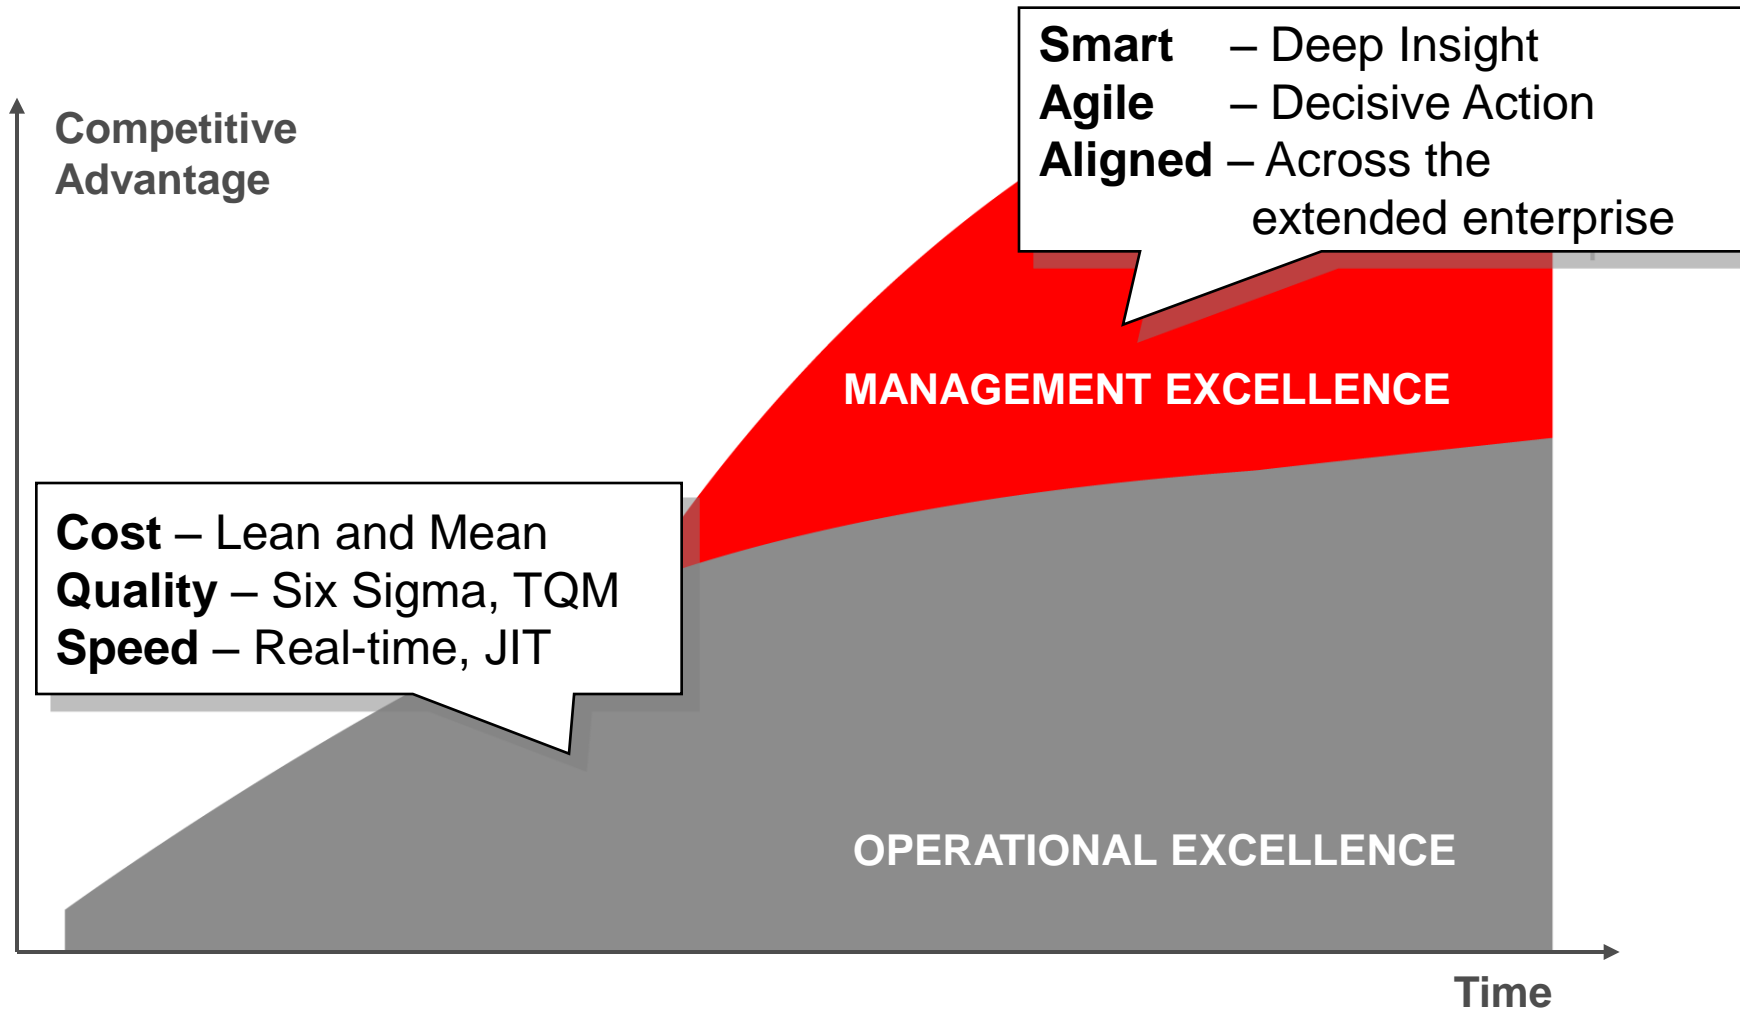 Smart – Deep Insight
Agile – Decisive Action
Aligned – Across the
extended enterprise
Competitive
Advantage
MANAGEMENT EXCELLENCE
Cost – Lean and Mean
Quality – Six Sigma, TQM
Speed – Real-time, JIT
OPERATIONAL EXCELLENCE
Time